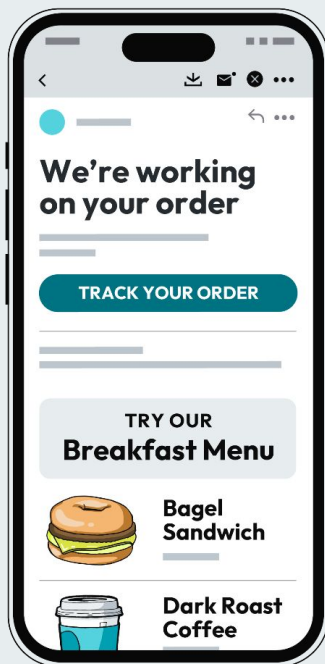 We’re working
on your order
TRACK YOUR ORDER
TRY OUR
Breakfast Menu
Bagel
Sandwich
Dark Roast
Coffee